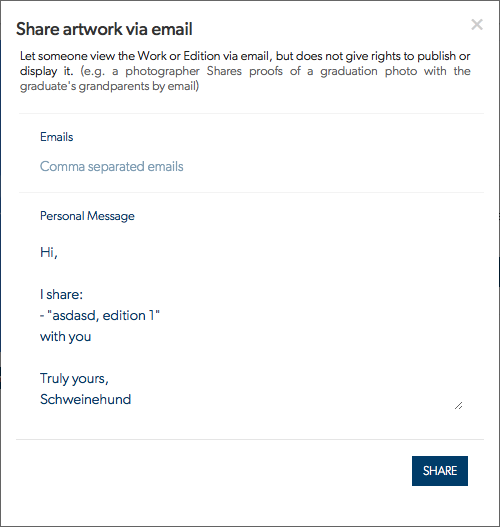 Share artwork via email
×
Let someone view the Work or Edition via email, but does not give rights to publish or
display it. (e.g. a photographer Shares proofs of a graduation photo with the
graduate's grandparents by email)
Emails
Comma separated emails
Personal Message
Hi,
I share:
- "asdasd, edition 1"
with you
Truly yours,
Schweinehund
SHARE